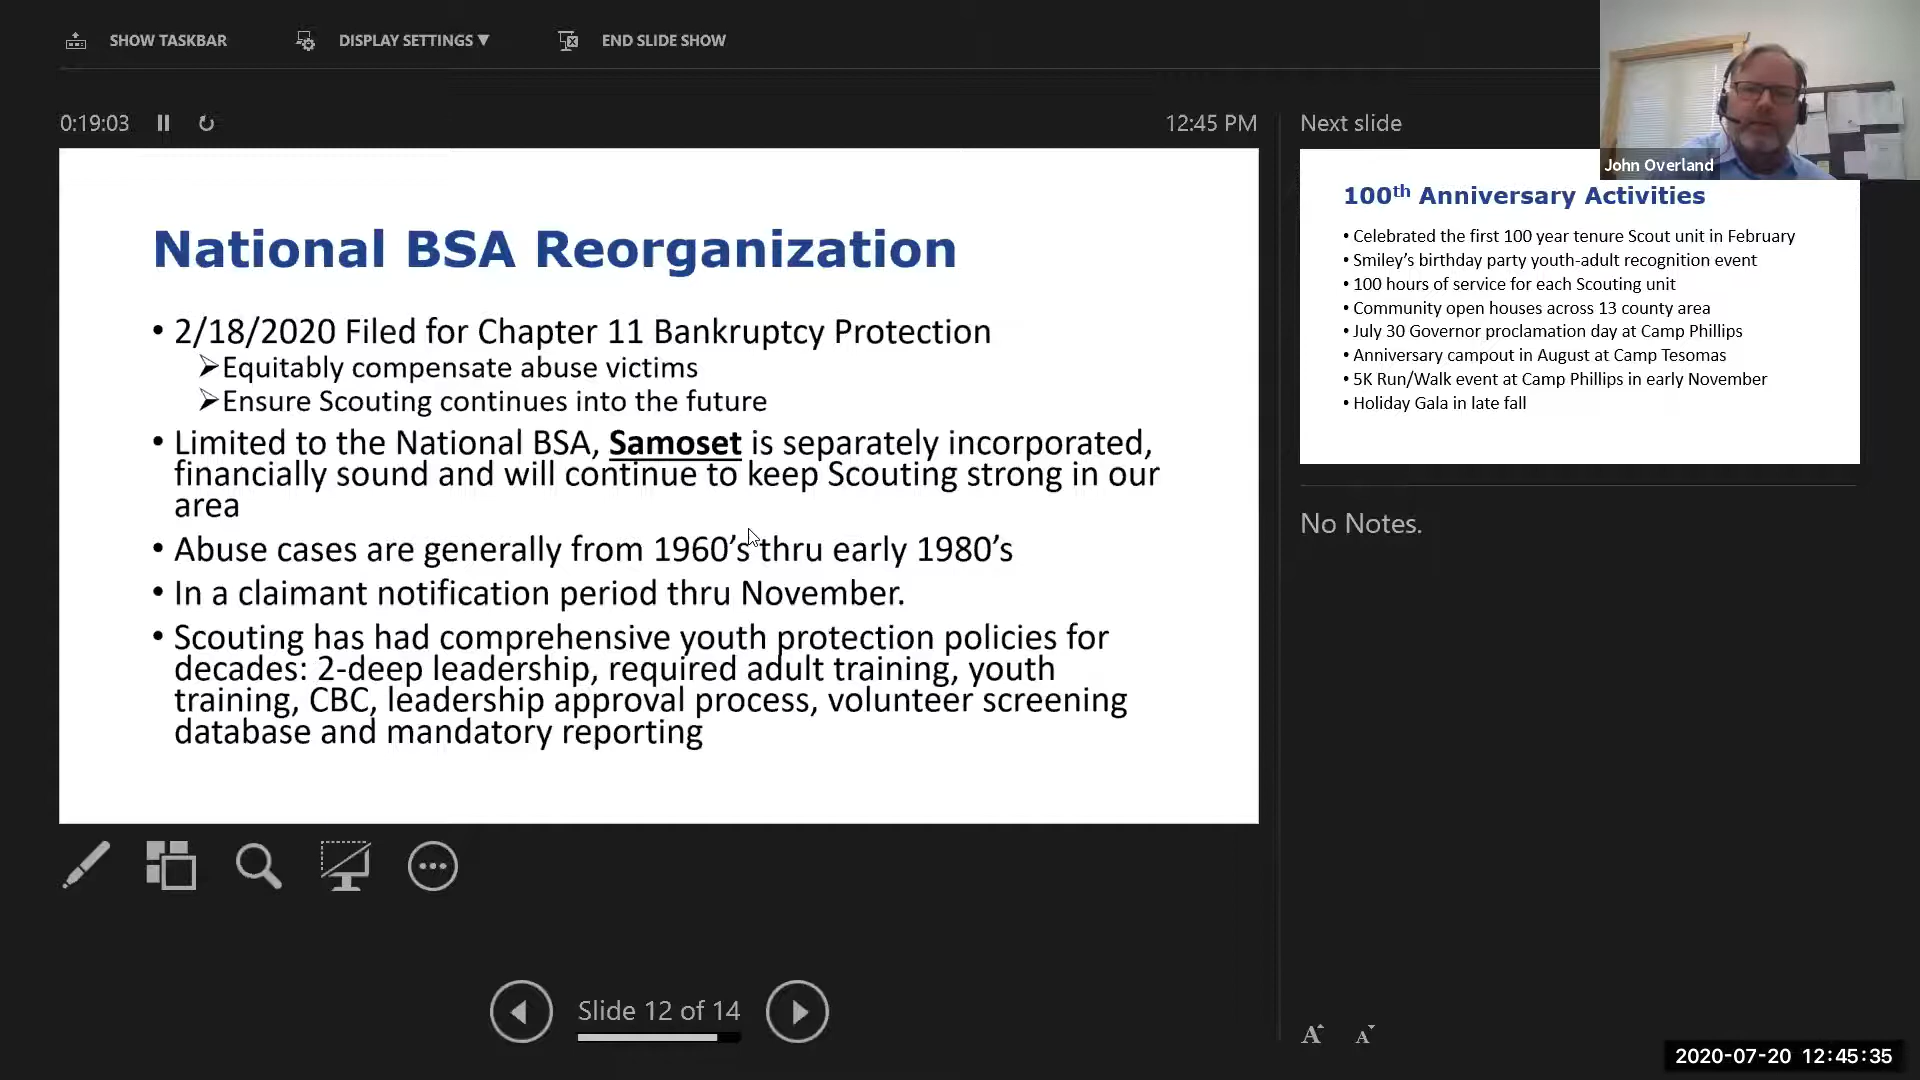 SHOW TASKBAR
DISPLAY SETTINGS ▼
END SLIDE SHOW
0:19:03
12:45 PM
National BSA Reorganization
• 2/18/2020 Filed for Chapter 11 Bankruptcy Protection
➢Equitably compensate abuse victims
➢Ensure Scouting continues into the future
• Limited to the National BSA, Samoset is separately incorporated,
financially sound and will continue to keep Scouting strong in our
area
• Abuse cases are generally from 1960’s thru early 1980’s
• In a claimant notification period thru November.
• Scouting has had comprehensive youth protection policies for
decades: 2-deep leadership, required adult training, youth
training, CBC, leadership approval process, volunteer screening
database and mandatory reporting
Slide 12 of 14
Next slide
John Overland
100th Anniversary Activities
• Celebrated the first 100 year tenure Scout unit in February
• Smiley’s birthday party youth-adult recognition event
• 100 hours of service for each Scouting unit
• Community open houses across 13 county area
• July 30 Governor proclamation day at Camp Phillips
• Anniversary campout in August at Camp Tesomas
• 5K Run/Walk event at Camp Phillips in early November
• Holiday Gala in late fall
No Notes.
A A
2020-07-20 12:45:35